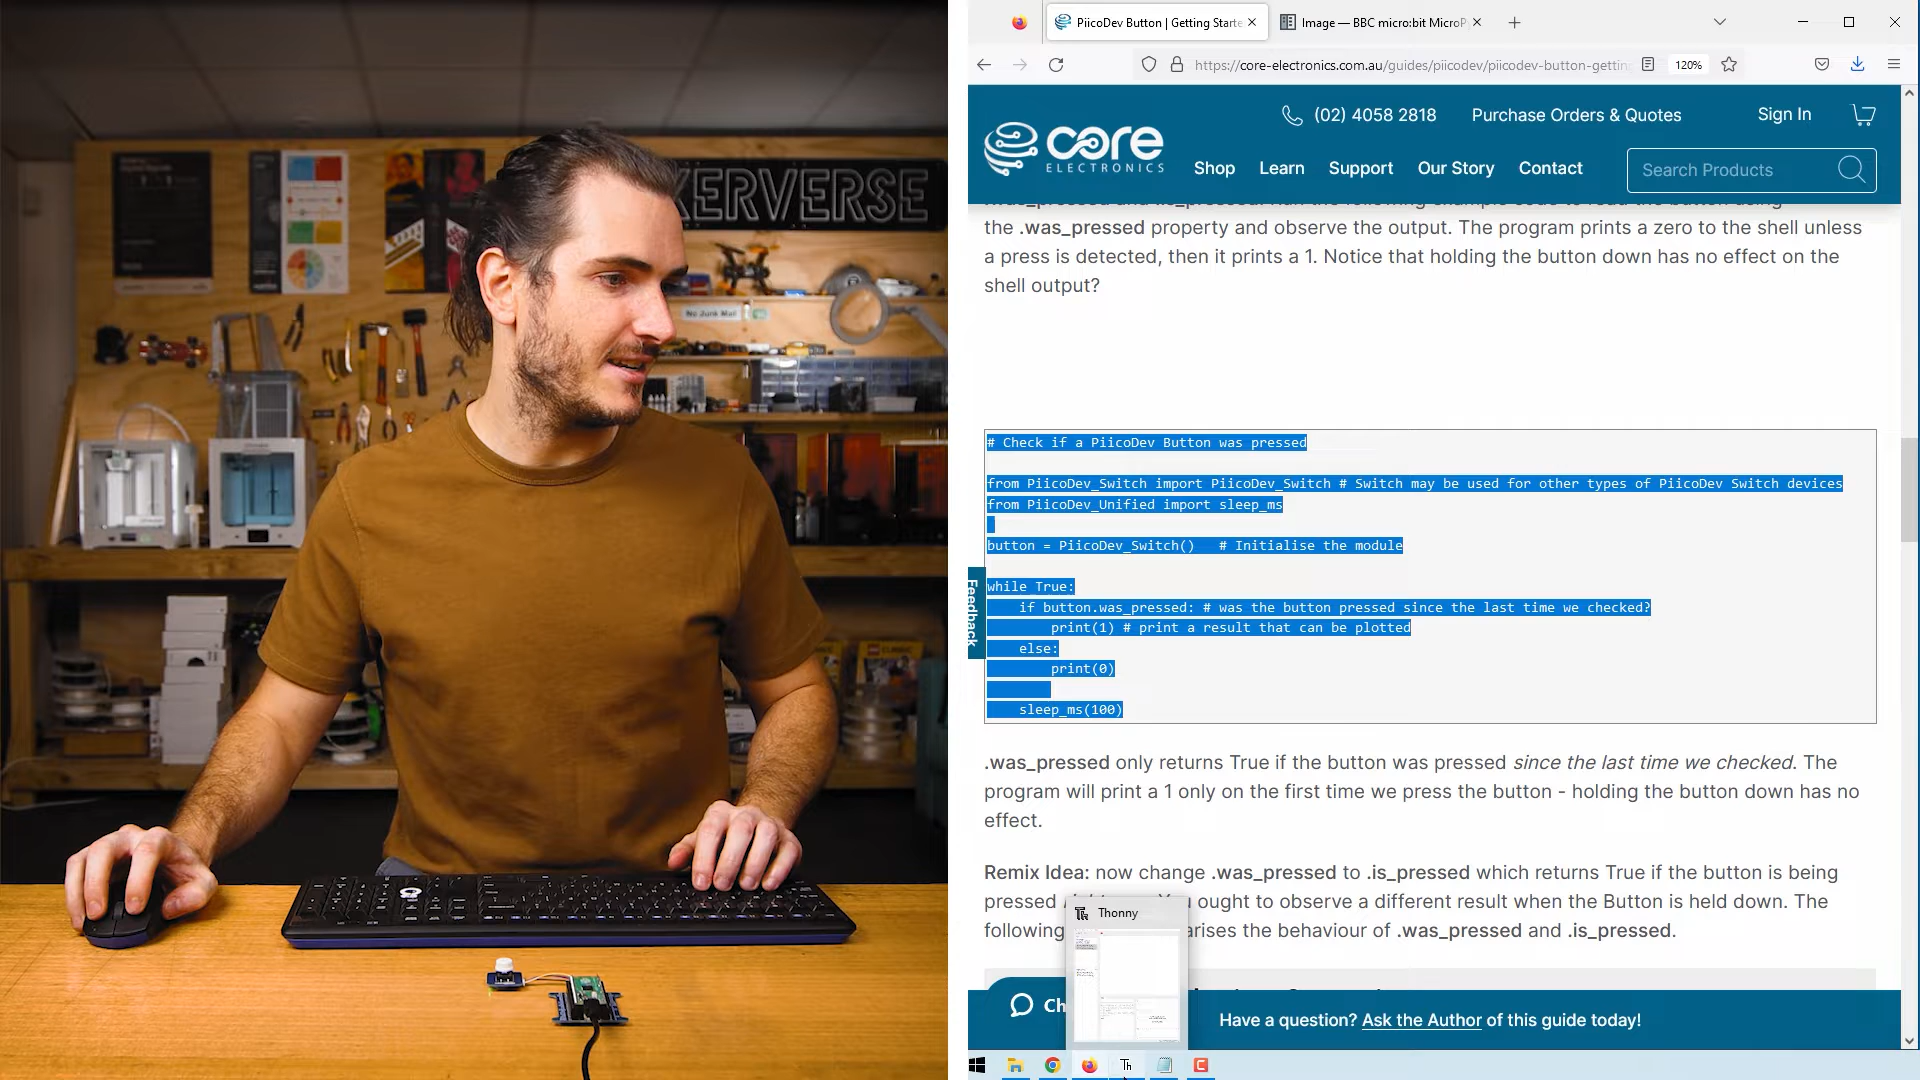 KERVERSE
No Junk Mail
PiicoDev Button | Getting Starte
Image — BBC micro:bit MicroP
https://core-electronics.com.au/guides/piicodev/piicodev-button-getting
120%
(02) 4058 2818
Purchase Orders & Quotes
Sign In
core
ELECTRONICS
Shop
Learn
Support
Our Story
Contact
Search Products
the .was_pressed property and observe the output. The program prints a zero to the shell unless
a press is detected, then it prints a 1. Notice that holding the button down has no effect on the
shell output?
# Check if a PiicoDev Button was pressed
from PiicoDev_Switch import PiicoDev_Switch # Switch may be used for other types of PiicoDev Switch devices
from PiicoDev_Unified import sleep_ms
button = PiicoDev_Switch()   # Initialise the module
while True:
    if button.was_pressed: # was the button pressed since the last time we checked?
        print(1) # print a result that can be plotted
    else:
        print(0)
    sleep_ms(100)
Feedback
.was_pressed only returns True if the button was pressed since the last time we checked. The
program will print a 1 only on the first time we press the button - holding the button down has no
effect.
Remix Idea: now change .was_pressed to .is_pressed which returns True if the button is being
pressed ought to observe a different result when the Button is held down. The
following arises the behaviour of .was_pressed and .is_pressed.
Thonny
Ch
Have a question? Ask the Author of this guide today!
Th